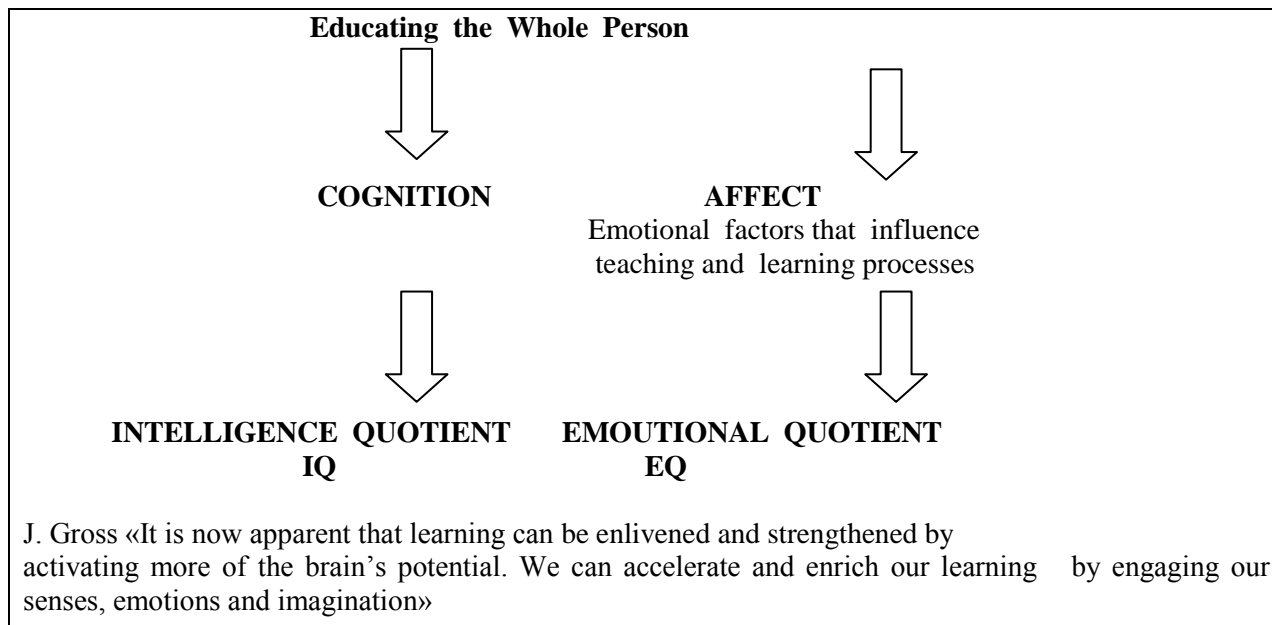 Educating the Whole Person
COGNITION
AFFECT
Emotional factors that influence
teaching and learning processes
INTELLIGENCE QUOTIENT EMOUTIONAL QUOTIENT
IQ EQ
J. Gross «It is now apparent that learning can be enlivened and strengthened by
activating more of the brain’s potential. We can accelerate and enrich our learning by engaging our
senses, emotions and imagination»